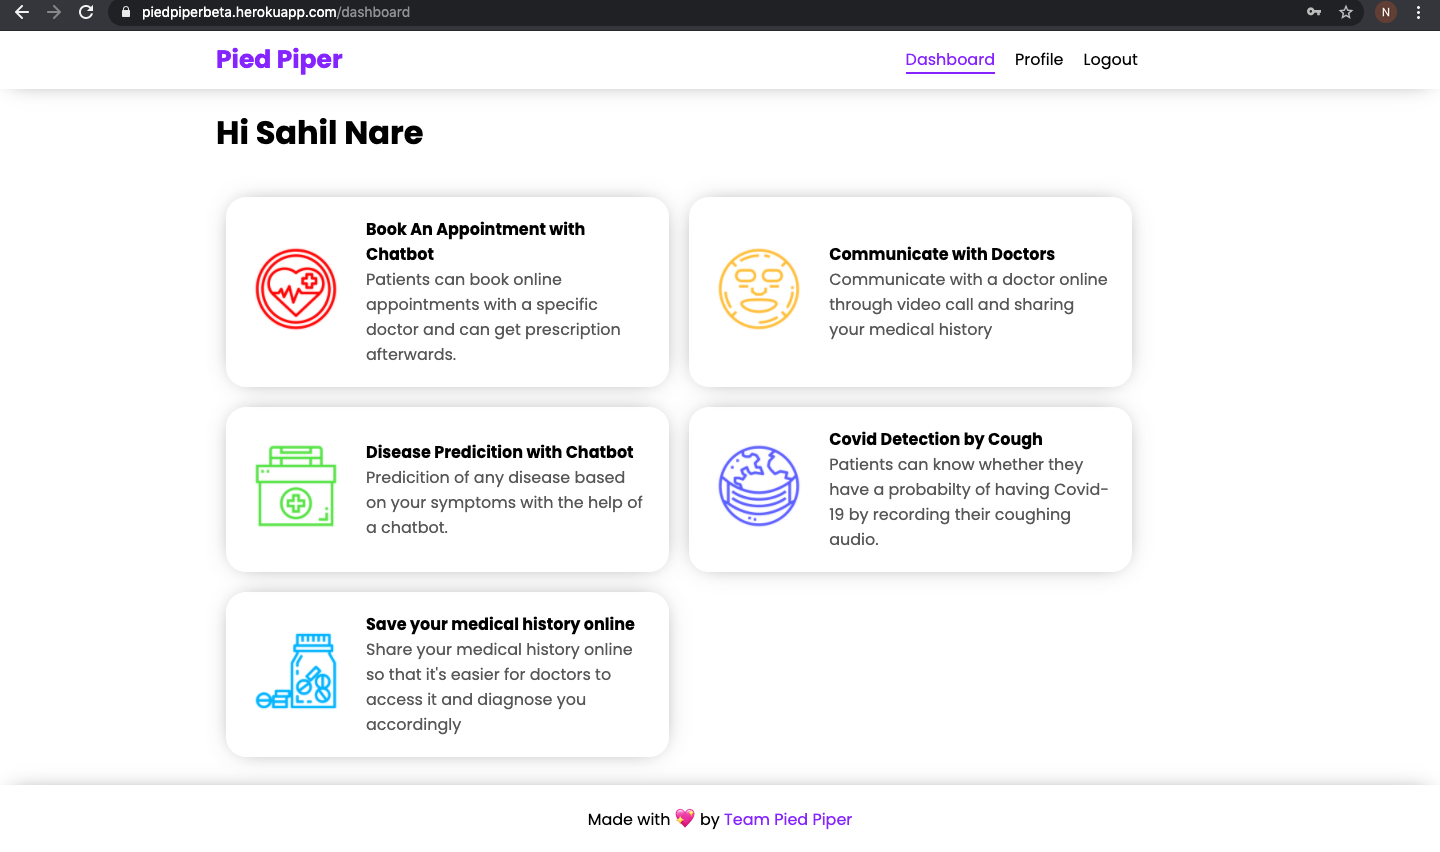 piedpiperbeta.herokuapp.com/dashboard
N
Pied Piper
Dashboard Profile Logout
Hi Sahil Nare
Book An Appointment with
Chatbot
Patients can book online
appointments with a specific
doctor and can get prescription
afterwards.
Communicate with Doctors
Communicate with a doctor online
through video call and sharing
your medical history
Disease Predicition with Chatbot
Predicition of any disease based
on your symptoms with the help of
a chatbot.
Covid Detection by Cough
Patients can know whether they
have a probabilty of having Covid-
19 by recording their coughing
audio.
Save your medical history online
Share your medical history online
so that it's easier for doctors to
access it and diagnose you
accordingly
Made with 💖 by Team Pied Piper